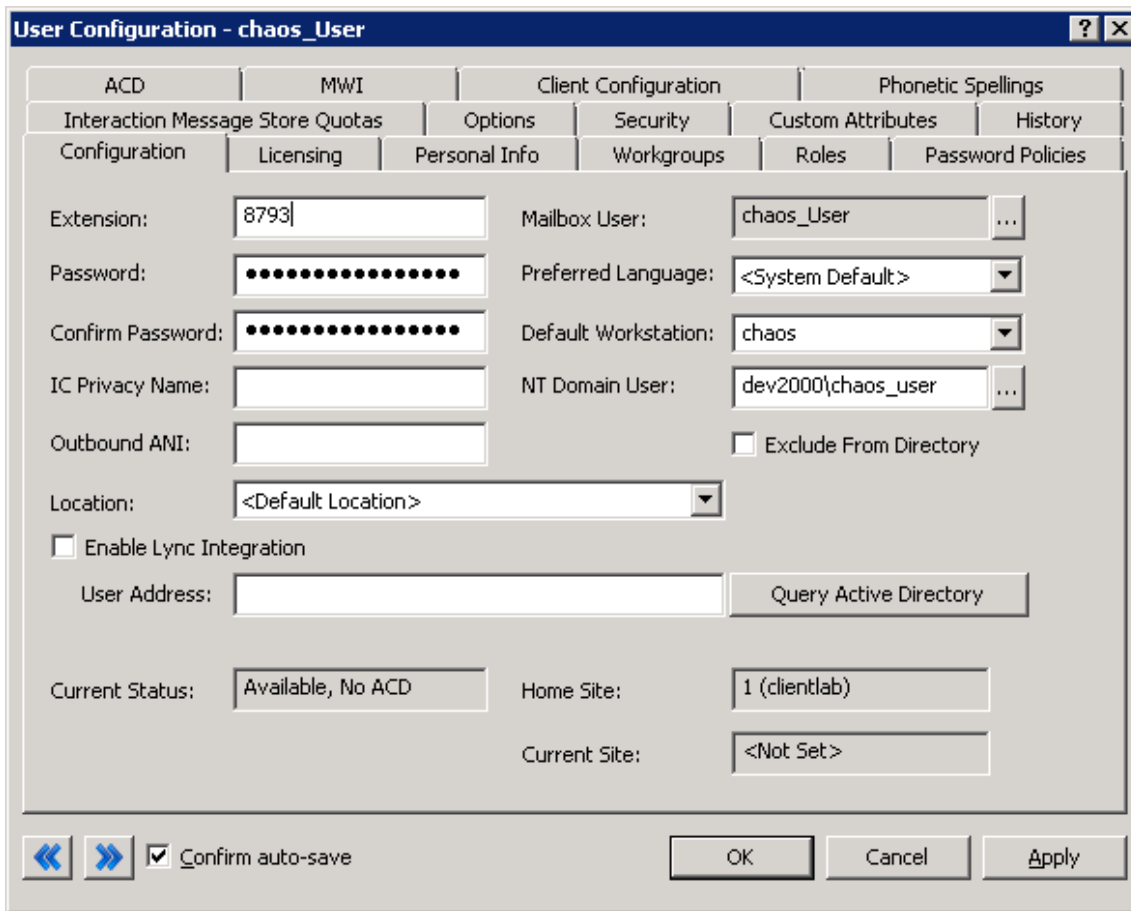 User Configuration - chaos_User
ACD MWI Client Configuration Phonetic Spellings
Interaction Message Store Quotas Options Security Custom Attributes History
Configuration Licensing Personal Info Workgroups Roles Password Policies
Extension: 8793 Mailbox User: chaos_User ...
Password: ●●●●●●●●●●●●●●●● Preferred Language: <System Default>
Confirm Password: ●●●●●●●●●●●●●●●● Default Workstation: chaos
IC Privacy Name: NT Domain User: dev2000\chaos_user ...
Outbound ANI: Exclude From Directory
Location: <Default Location>
Enable Lync Integration
User Address: Query Active Directory
Current Status: Available, No ACD Home Site: 1 (clientlab)
Current Site: <Not Set>
Confirm auto-save OK Cancel Apply